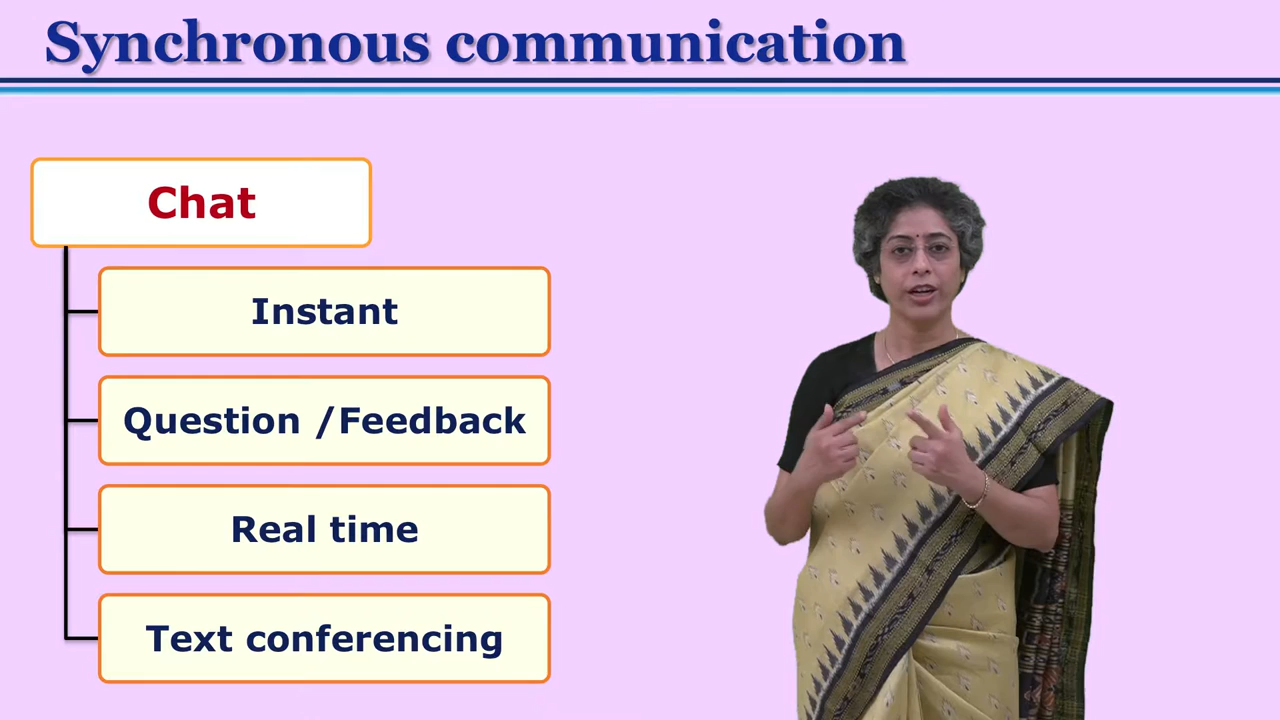 Synchronous communication
Chat
Instant
Question /Feedback
Real time
Text conferencing